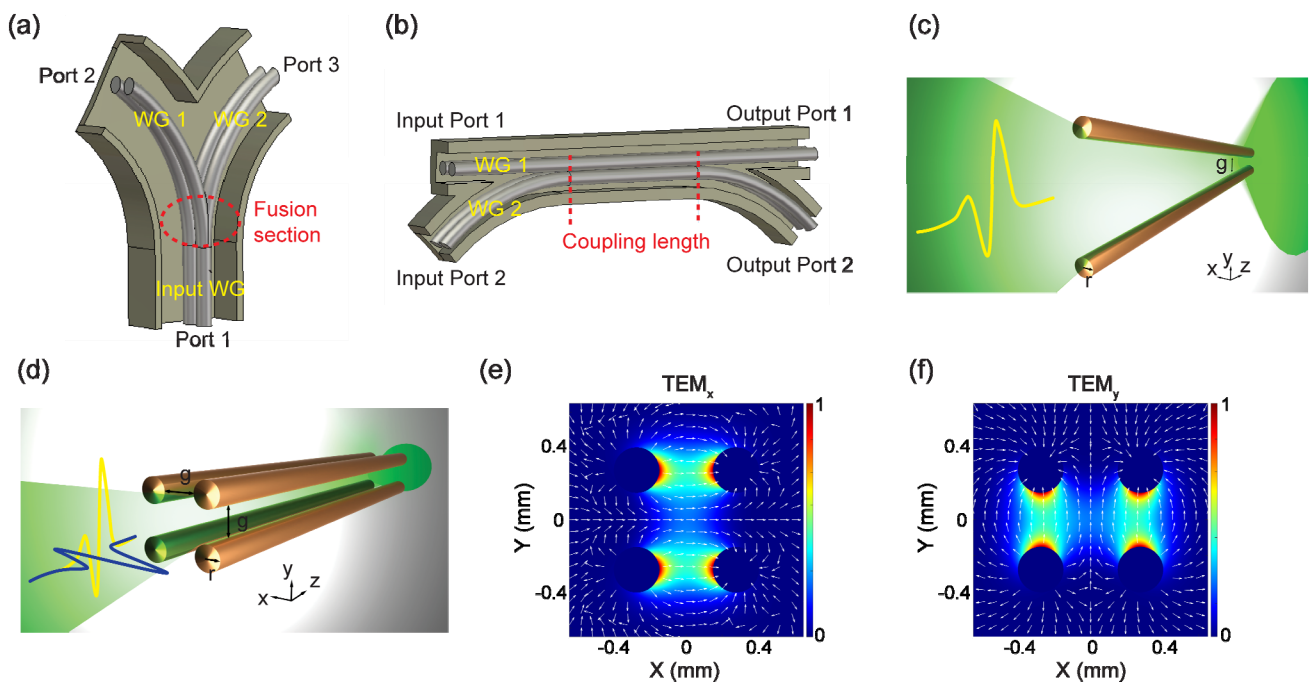 (a)
Port 2
Port 3
WG 1
WG 2
Fusion
section
Input WG
Port 1
(b)
Input Port 1
Output Port 1
WG 1
WG 2
Coupling length
Input Port 2
Output Port 2
(c)
g
r
x
y
z
(d)
g
g
r
x
y
z
(e)
TEMx
1
0.4
0
-0.4
Y (mm)
0
-0.4
0
0.4
X (mm)
(f)
TEMy
1
0.4
0
-0.4
Y (mm)
0
-0.4
0
0.4
X (mm)